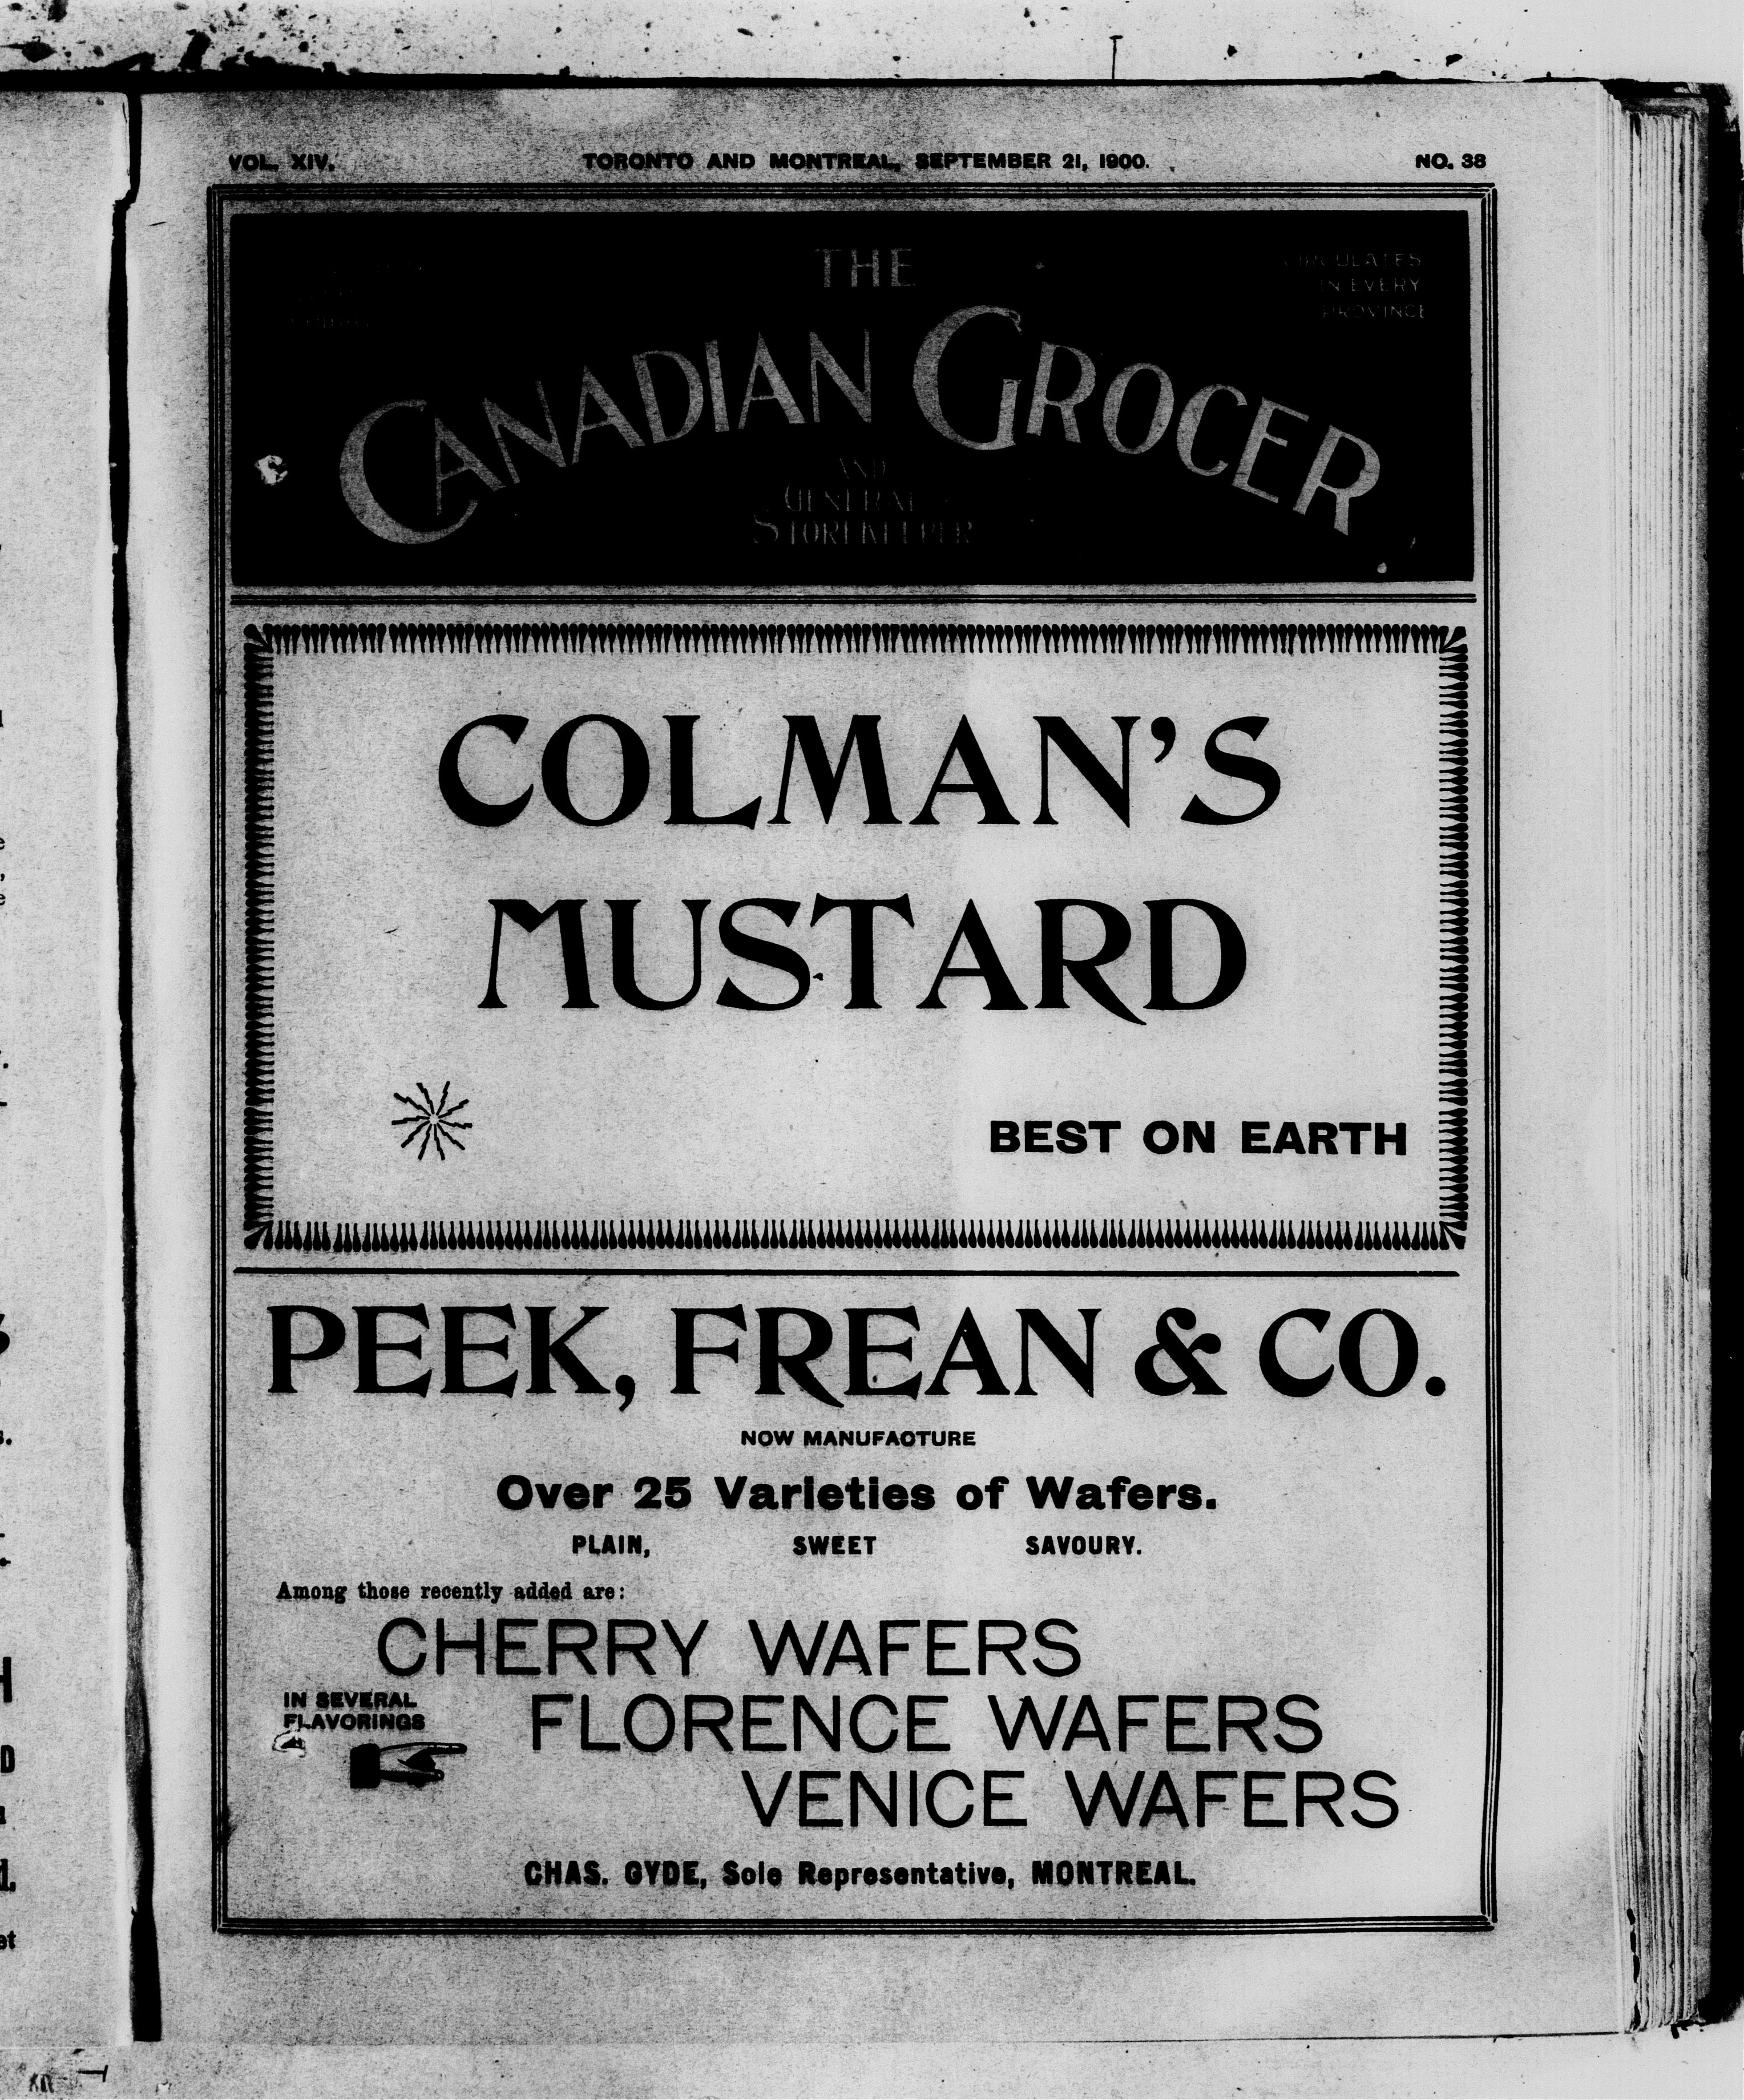 VOL. XIV. TORONTO AND MONTREAL, SEPTEMBER 21, 1900. NO. 38
THE
CANADIAN GROCER
AND
GENERAL
STOREKEEPER
CIRCULATES
IN EVERY
PROVINCE
COLMAN'S
MUSTARD
BEST ON EARTH
PEEK, FREAN & CO.
NOW MANUFACTURE
Over 25 Varieties of Wafers.
PLAIN, SWEET SAVOURY.
Among those recently added are:
CHERRY WAFERS
IN SEVERAL
FLAVORINGS
FLORENCE WAFERS
VENICE WAFERS
CHAS. GYDE, Sole Representative, MONTREAL.